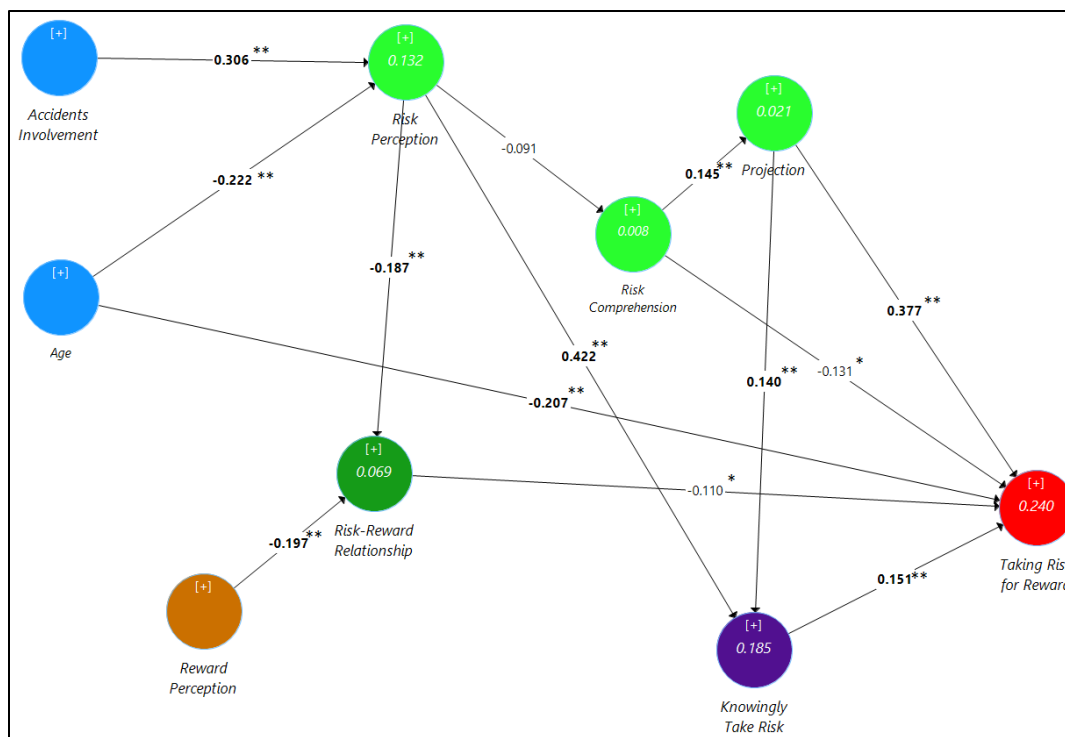 [+]
Accidents
Involvement
0.306 **
[+]
0.132
Risk
Perception
-0.222 **
-0.091
[+]
0.021
Projection
0.145**
[+]
0.008
Risk
Comprehension
-0.187**
[+]
Age
0.377 **
0.422 **
0.140 **
-0.131 *
-0.207 **
[+]
0.069
Risk-Reward
Relationship
-0.110 *
[+]
0.240
Taking Ris
for Reward
-0.197**
[+]
Reward
Perception
0.151**
[+]
0.185
Knowingly
Take Risk